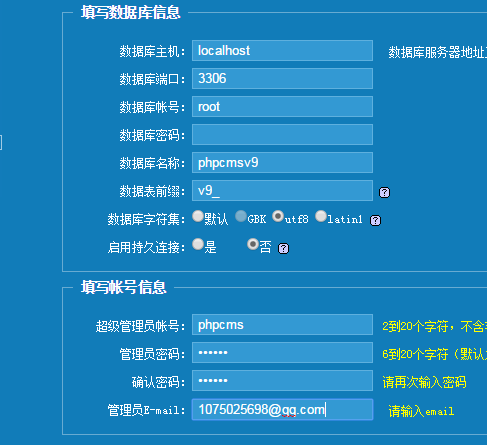 填写数据库信息
数据库主机: localhost 数据库服务器地址
数据库端口: 3306
数据库帐号: root
数据库密码:
数据库名称: phpcmsv9
数据表前缀: v9_ ?
数据库字符集: 默认 GBK utf8 latin1 ?
启用持久连接: 是 否 ?
填写帐号信息
超级管理员帐号: phpcms 2到20个字符，不含
管理员密码: •••••• 6到20个字符（默认
确认密码: •••••• 请再次输入密码
管理员E-mail: 1075025698@qq.com 请输入email